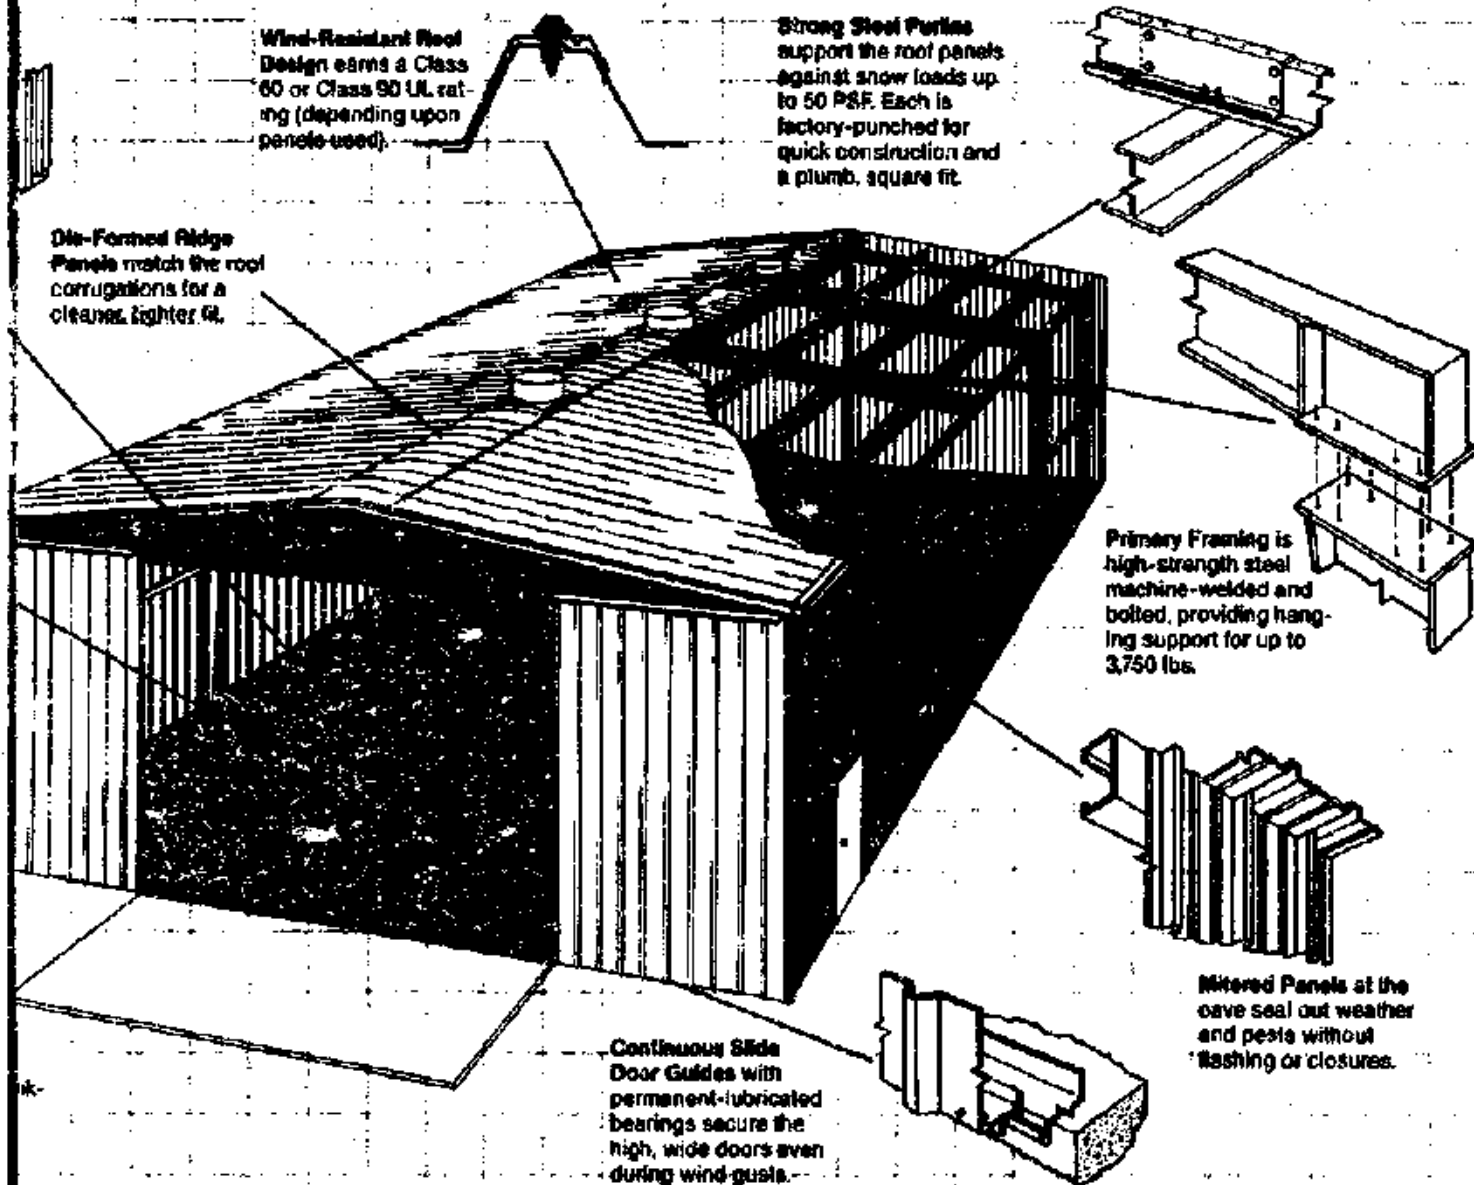 Wind-Resistant Roof
Design earns a Class
60 or Class 90 UL rat-
ing (depending upon
panels used).
Strong Steel Purlins
support the roof panels
against snow loads up
to 50 PSF. Each is
factory-punched for
quick construction and
a plumb, square fit.
Die-Formed Ridge
Panels match the roof
corrugations for a
cleaner, tighter fit.
Primary Framing is
high-strength steel
machine-welded and
bolted, providing hang-
ing support for up to
3,750 lbs.
Mitered Panels at the
eave seal out weather
and pests without
flashing or closures.
Continuous Slide
Door Guides with
permanent-lubricated
bearings secure the
high, wide doors even
during wind gusts.